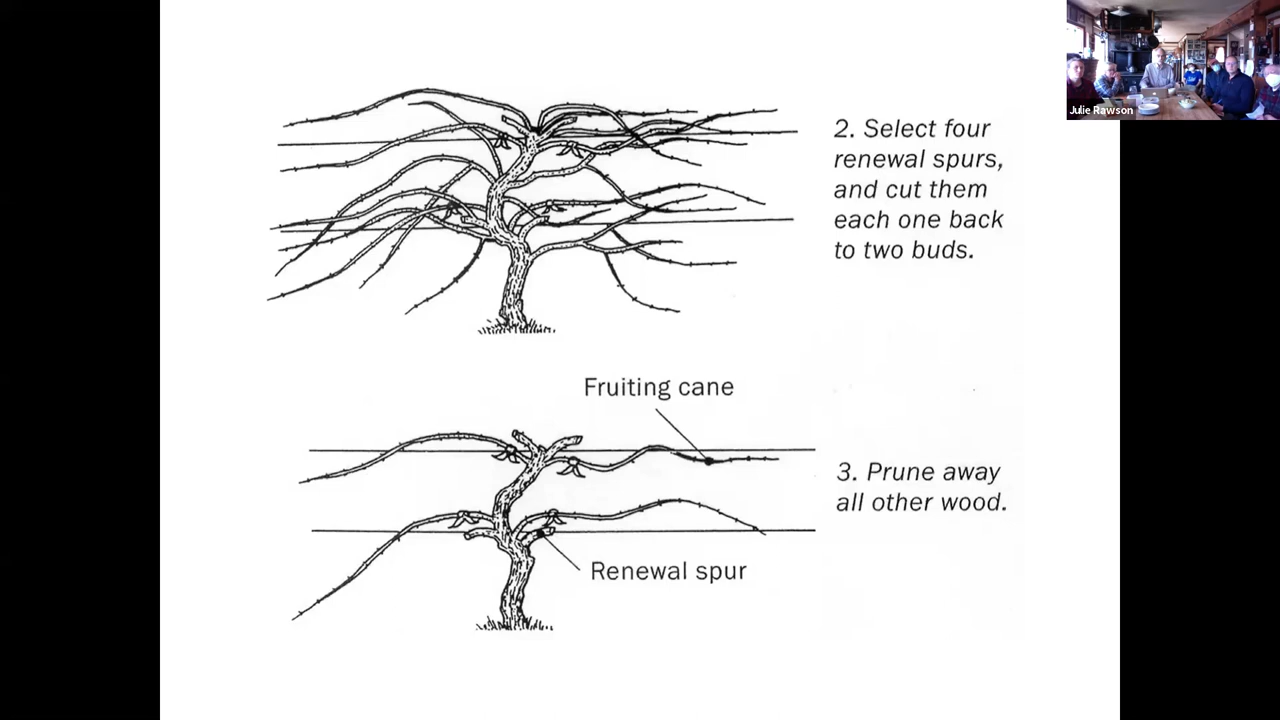 Julie Rawson
2. Select four
renewal spurs,
and cut them
each one back
to two buds.
Fruiting cane
3. Prune away
all other wood.
Renewal spur